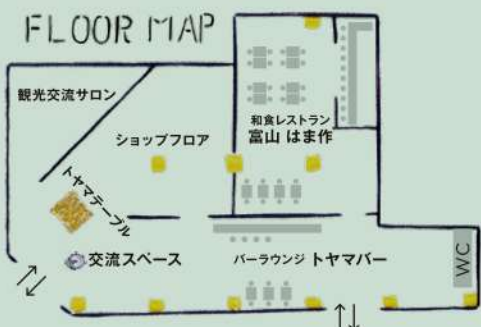 FLOOR MAP
観光交流サロン
ショップフロア
和食レストラン
富山 はま作
トヤマテーブル
交流スペース
バーラウンジ トヤマバー
WC